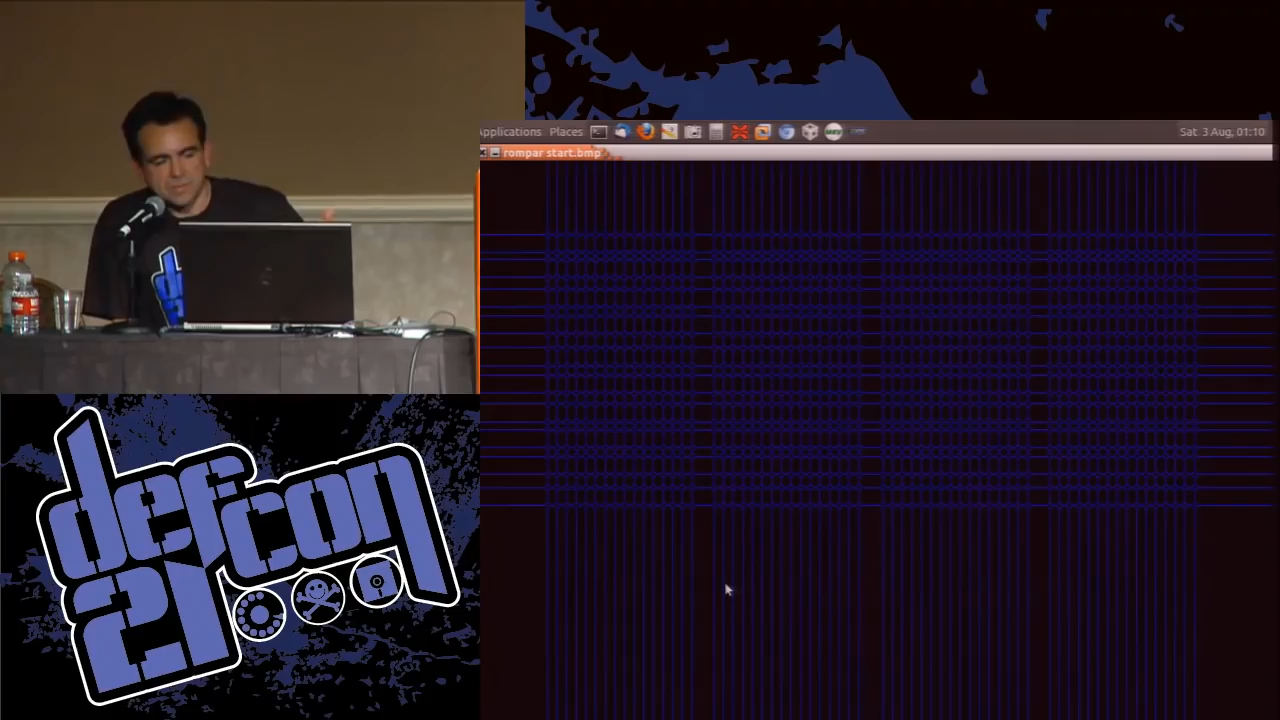 Applications Places
Sat 3 Aug, 01:10
rompar start.bmp
defcon
21